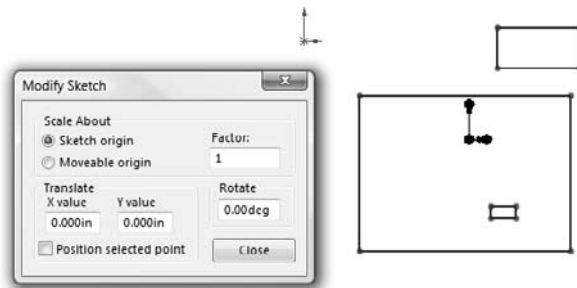 Modify Sketch
Scale About
Sketch origin
Moveable origin
Factor:
1
Translate
X value
Y value
0.000in
0.000in
Position selected point
Rotate
0.00deg
Close